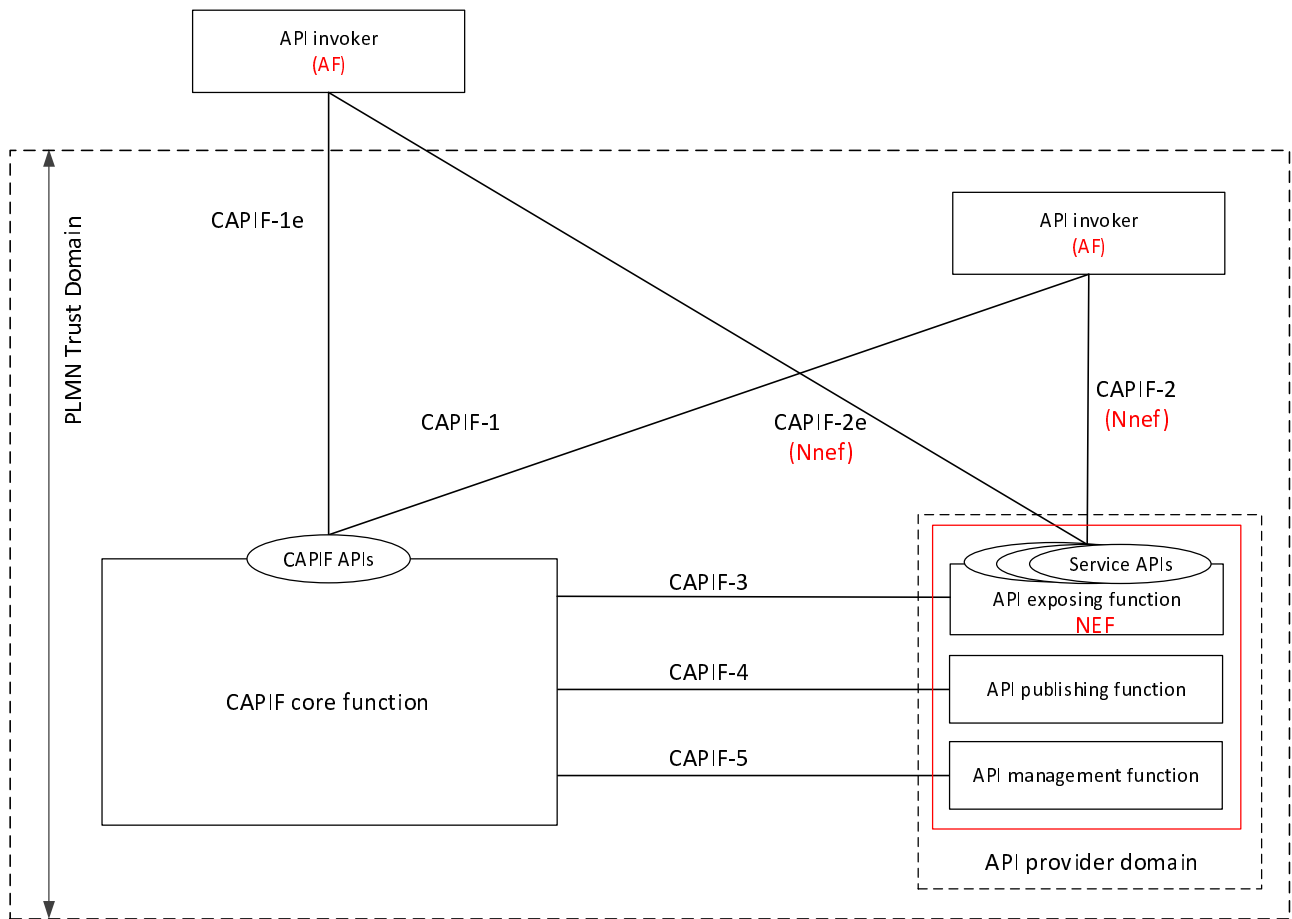 API invoker
(AF)
CAPIF-1e
PLMN Trust Domain
API invoker
(AF)
CAPIF-1
CAPIF-2e
(Nnef)
CAPIF-2
(Nnef)
CAPIF APIs
CAPIF core function
CAPIF-3
CAPIF-4
CAPIF-5
Service APIs
API exposing function
NEF
API publishing function
API management function
API provider domain